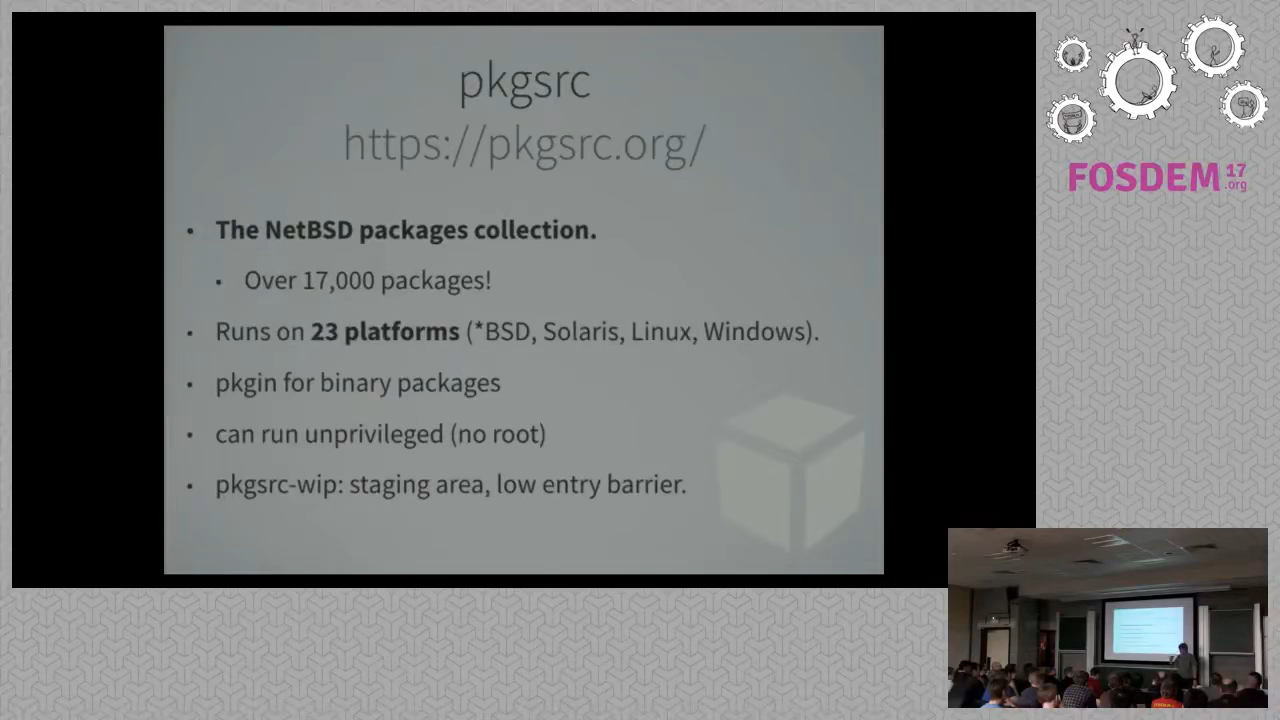 pkgsrc
https://pkgsrc.org/
• The NetBSD packages collection.
• Over 17,000 packages!
• Runs on 23 platforms (*BSD, Solaris, Linux, Windows).
• pkgin for binary packages
• can run unprivileged (no root)
• pkgsrc-wip: staging area, low entry barrier.
FOSDEM 17
.org